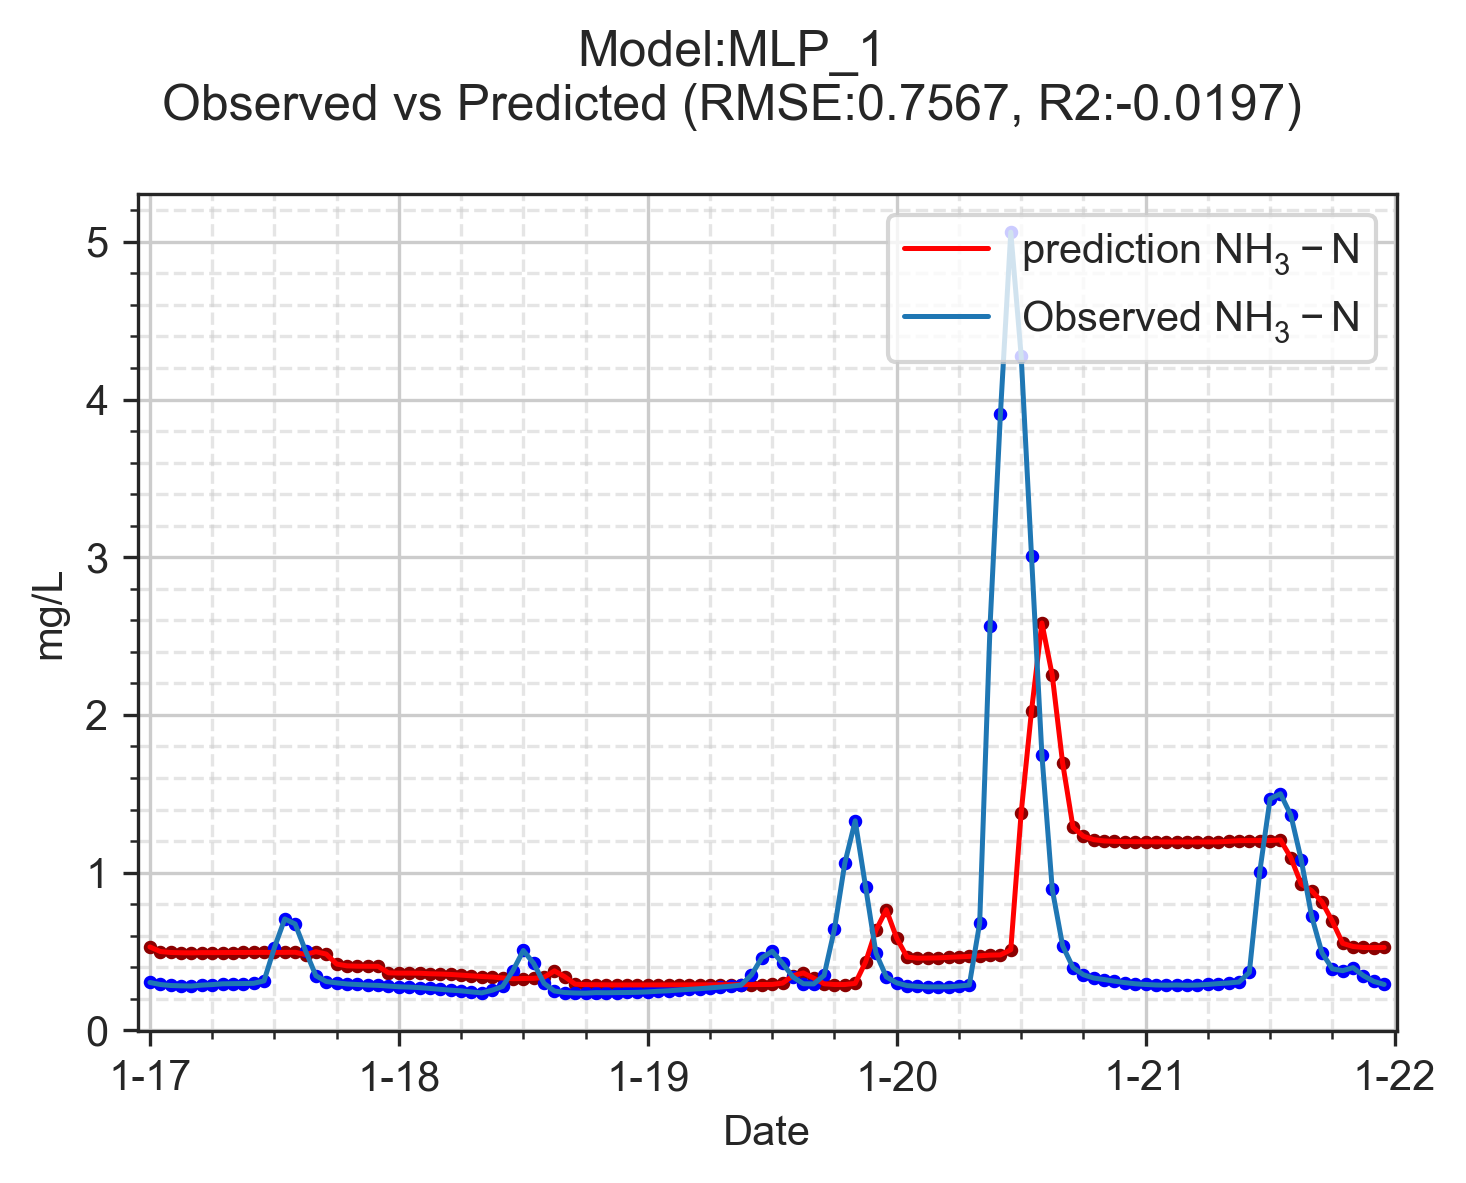 Model:MLP_1
Observed vs Predicted (RMSE:0.7567, R2:-0.0197)
prediction NH₃ − N
Observed NH₃ − N
5
4
3
2
1
0
mg/L
1-17 1-18 1-19 1-20 1-21 1-22
Date